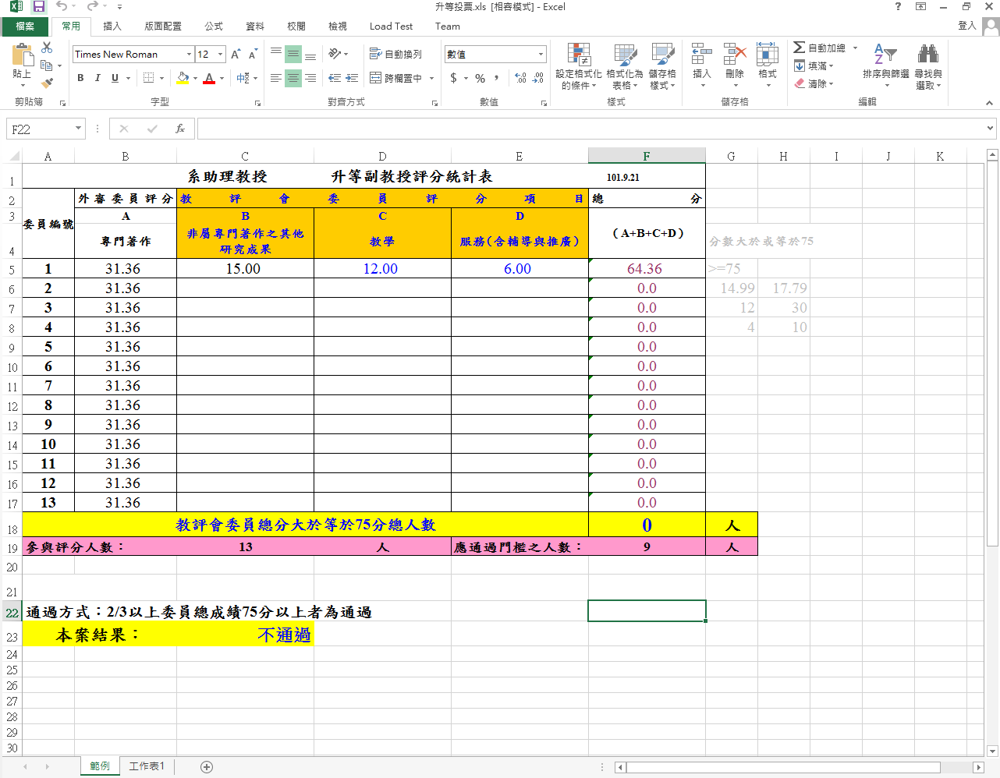 升等投票.xls [相容模式] - Excel
檔案 常用 插入 版面配置 公式 資料 校閱 檢視 Load Test Team 登入
Times New Roman 12 自動換列 數值 自動加總
貼上 B I U 跨欄置中 $ % 設定格式化的條件 格式化為表格 儲存格樣式 插入 刪除 格式 填滿 清除 排序與篩選 尋找與選取
剪貼簿 字型 對齊方式 數值 樣式 儲存格 編輯
F22 fx
A B C D E F G H I J K
1 系助理教授 升等副教授評分統計表 101.9.21
2 委員編號 外審委員評分 教評會委員評分項目 總分
3 A B C D (A+B+C+D)
4 專門著作 非屬專門著作之其他研究成果 教學 服務(含輔導與推廣) 分數大於或等於75
5 1 31.36 15.00 12.00 6.00 64.36 >=75
6 2 31.36 0.0 14.99 17.79
7 3 31.36 0.0 12 30
8 4 31.36 0.0 4 10
9 5 31.36 0.0
10 6 31.36 0.0
11 7 31.36 0.0
12 8 31.36 0.0
13 9 31.36 0.0
14 10 31.36 0.0
15 11 31.36 0.0
16 12 31.36 0.0
17 13 31.36 0.0
18 教評會委員總分大於等於75分總人數 0 人
19 參與評分人數： 13 人 應通過門檻之人數： 9 人
20
21
22 通過方式：2/3以上委員總成績75分以上者為通過
23 本案結果： 不通過
24
25
26
27
28
29
30
範例 工作表1